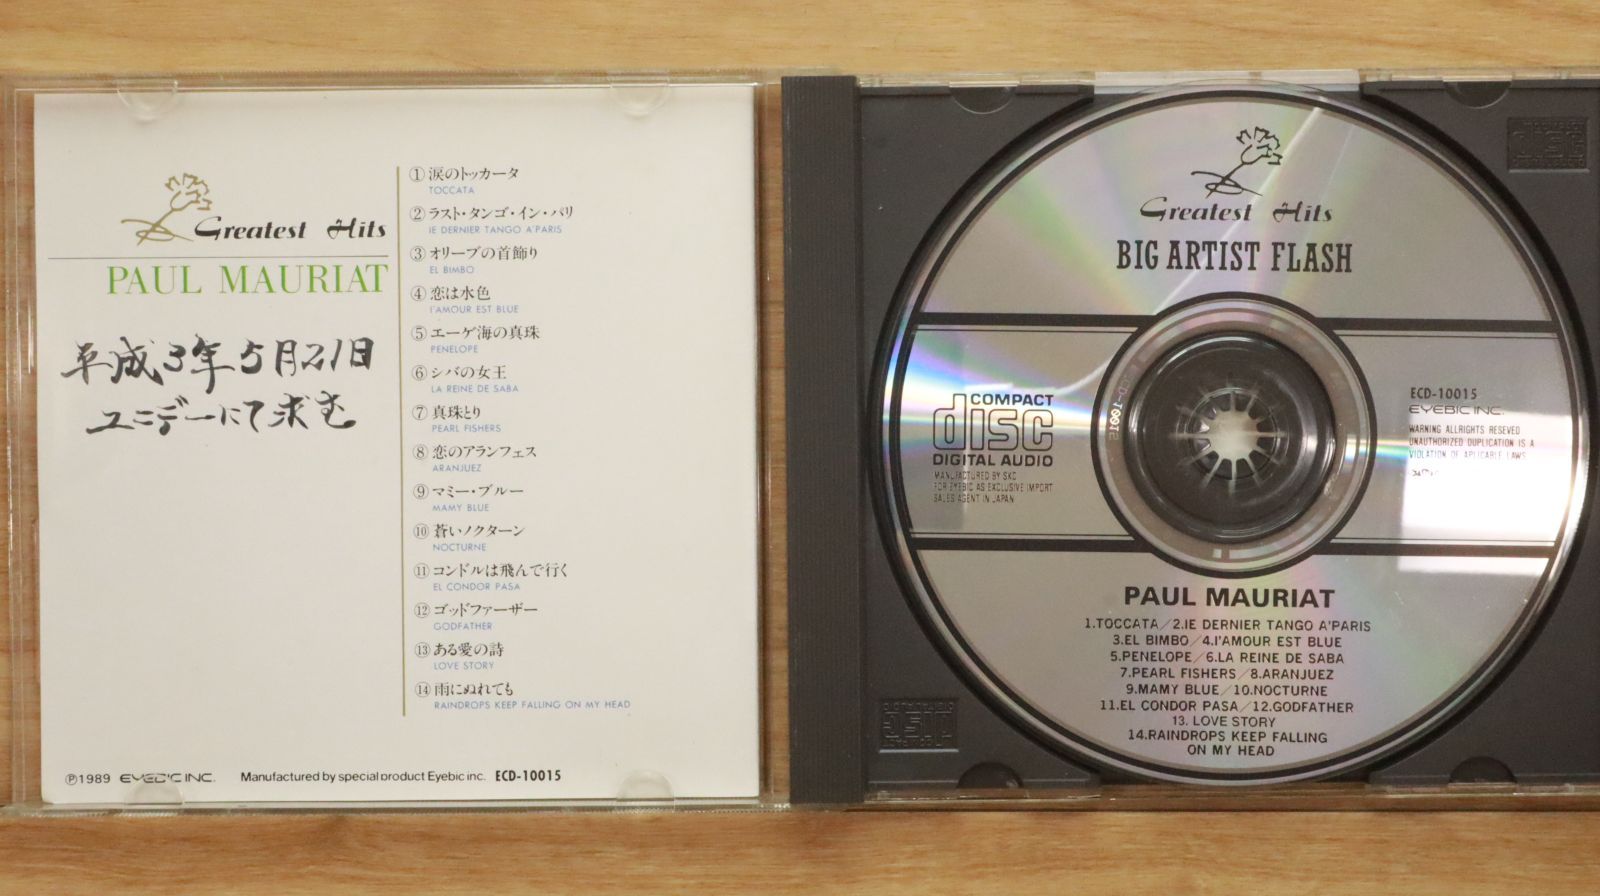 Greatest Hits
PAUL MAURIAT
平成3年5月21日
ユニデーにて求む
①涙のトッカータ
TOCCATA
②ラスト・タンゴ・イン・パリ
IE DERNIER TANGO A'PARIS
③オリーブの首飾り
EL BIMBO
④恋は水色
I'AMOUR EST BLUE
⑤エーゲ海の真珠
PENELOPE
⑥シバの女王
LA REINE DE SABA
⑦真珠とり
PEARL FISHERS
⑧恋のアランフェス
ARANJUEZ
⑨マミー・ブルー
MAMY BLUE
⑩蒼いノクターン
NOCTURNE
⑪コンドルは飛んで行く
EL CONDOR PASA
⑫ゴッドファーザー
GODFATHER
⑬ある愛の詩
LOVE STORY
⑭雨にぬれても
RAINDROPS KEEP FALLING ON MY HEAD
Ⓟ1989 EYEBIC INC. Manufactured by special product Eyebic inc. ECD-10015
Greatest Hits
BIG ARTIST FLASH
COMPACT
disc
DIGITAL AUDIO
MANUFACTURED BY SKC
FOR EYEBIC AS EXCLUSIVE IMPORT
SALES AGENT IN JAPAN
ECD-10015
ECD-10015
EYEBIC INC.
WARNING ALLRIGHTS RESEVED
UNAUTHORIZED DUPLICATION IS A
VIOLATION OF APLICABLE LAWS
PAUL MAURIAT
1.TOCCATA/2.IE DERNIER TANGO A'PARIS
3.EL BIMBO/4.I'AMOUR EST BLUE
5.PENELOPE/6.LA REINE DE SABA
7.PEARL FISHERS/8.ARANJUEZ
9.MAMY BLUE/10.NOCTURNE
11.EL CONDOR PASA/12.GODFATHER
13. LOVE STORY
14.RAINDROPS KEEP FALLING
ON MY HEAD